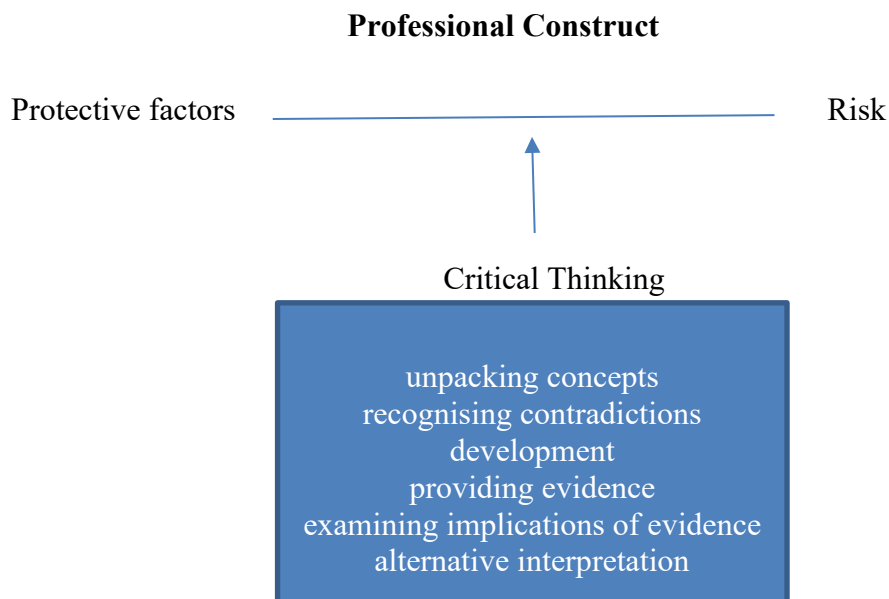 Professional Construct
Protective factors Risk
Critical Thinking
unpacking concepts
recognising contradictions
development
providing evidence
examining implications of evidence
alternative interpretation